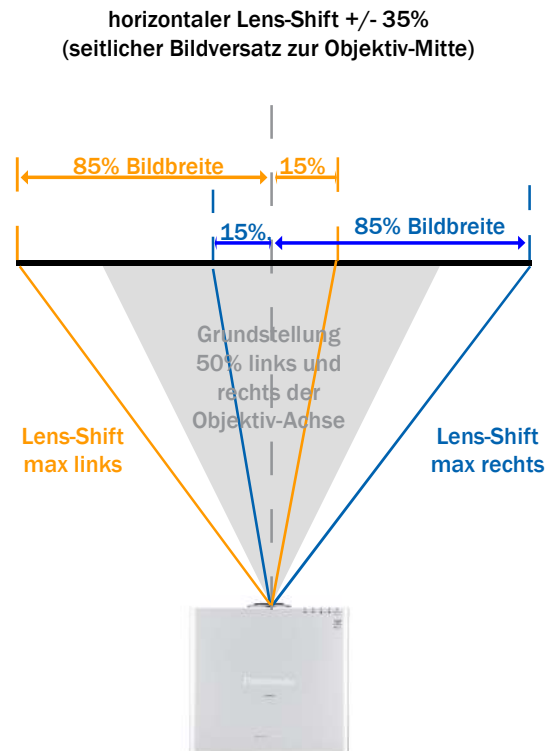 horizontaler Lens-Shift +/- 35%
(seitlicher Bildversatz zur Objektiv-Mitte)
85% Bildbreite
15%
15%
85% Bildbreite
Grundstellung
50% links und
rechts der
Objektiv-Achse
Lens-Shift
max links
Lens-Shift
max rechts
Panasonic